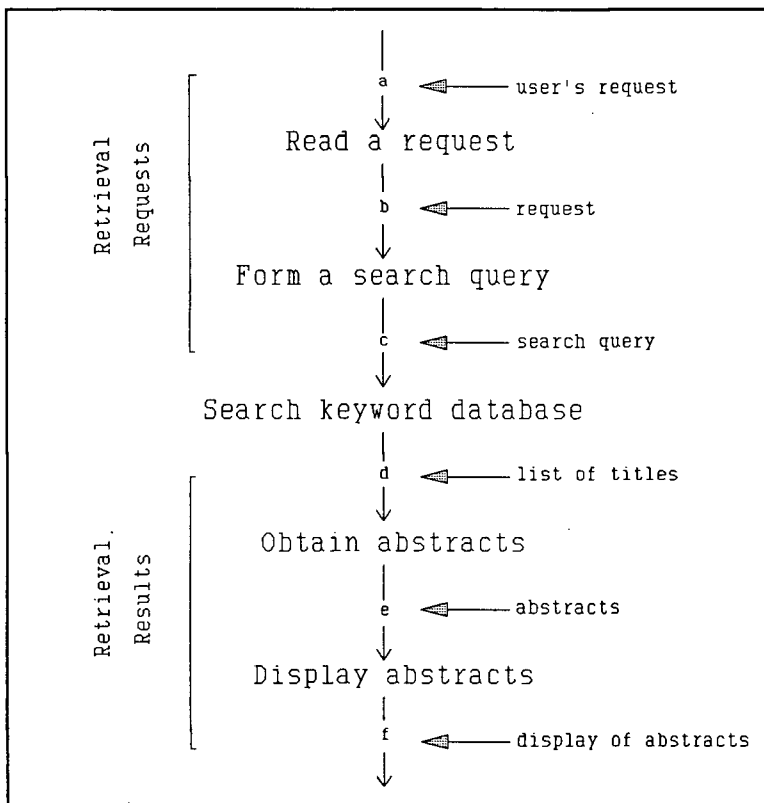 a
user's request
Read a request
b
request
Form a search query
c
search query
Retrieval
Requests
Search keyword database
d
list of titles
Obtain abstracts
e
abstracts
Display abstracts
f
display of abstracts
Retrieval.
Results